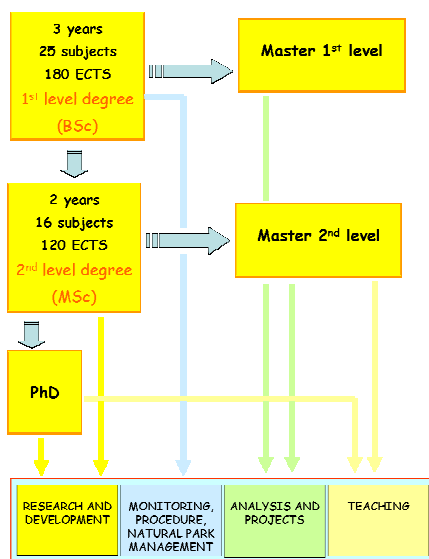 3 years
25 subjects
180 ECTS
1st level degree
(BSc)
Master 1st level
2 years
16 subjects
120 ECTS
2nd level degree
(MSc)
Master 2nd level
PhD
RESEARCH AND
DEVELOPMENT
MONITORING,
PROCEDURE,
NATURAL PARK
MANAGEMENT
ANALYSIS AND
PROJECTS
TEACHING